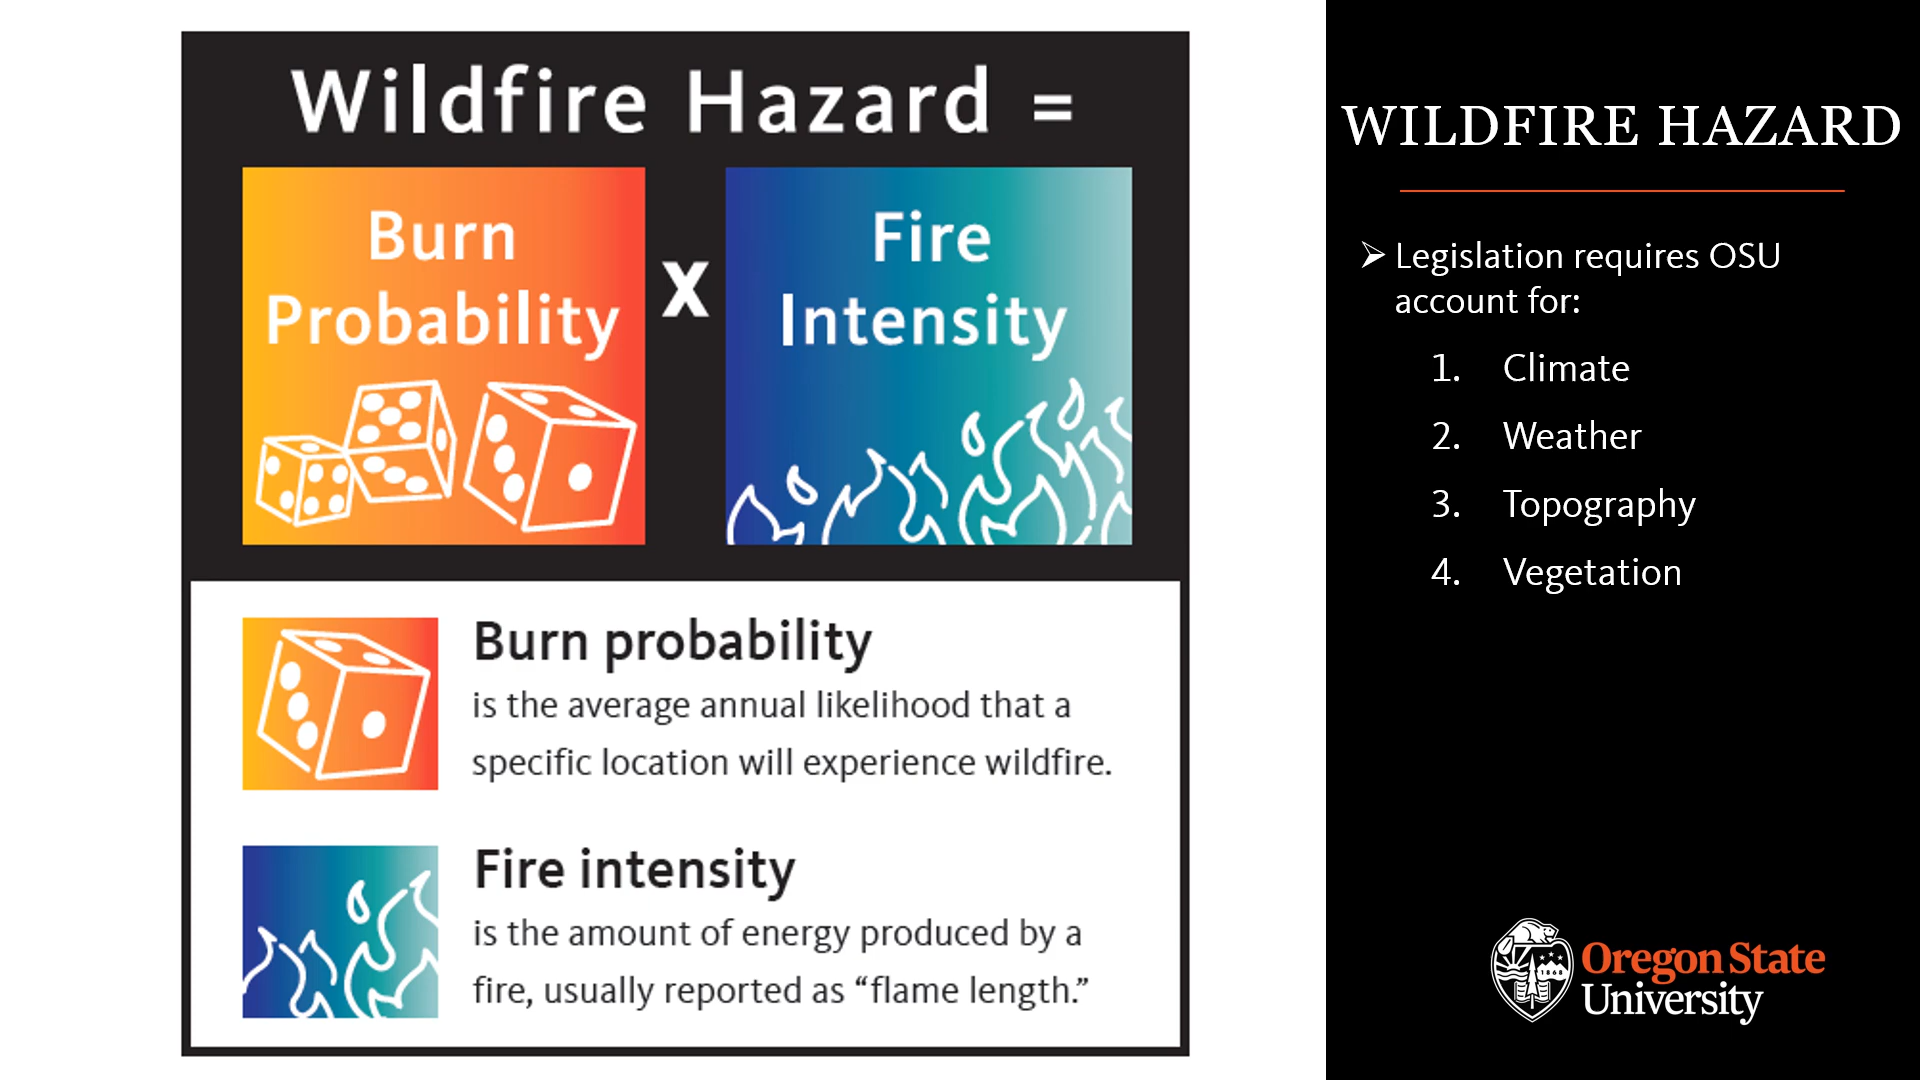 Wildfire Hazard =
Burn
Probability
X
Fire
Intensity
Burn probability
is the average annual likelihood that a
specific location will experience wildfire.
Fire intensity
is the amount of energy produced by a
fire, usually reported as “flame length.”
WILDFIRE HAZARD
➢ Legislation requires OSU
account for:
1. Climate
2. Weather
3. Topography
4. Vegetation
1868
Oregon State
University